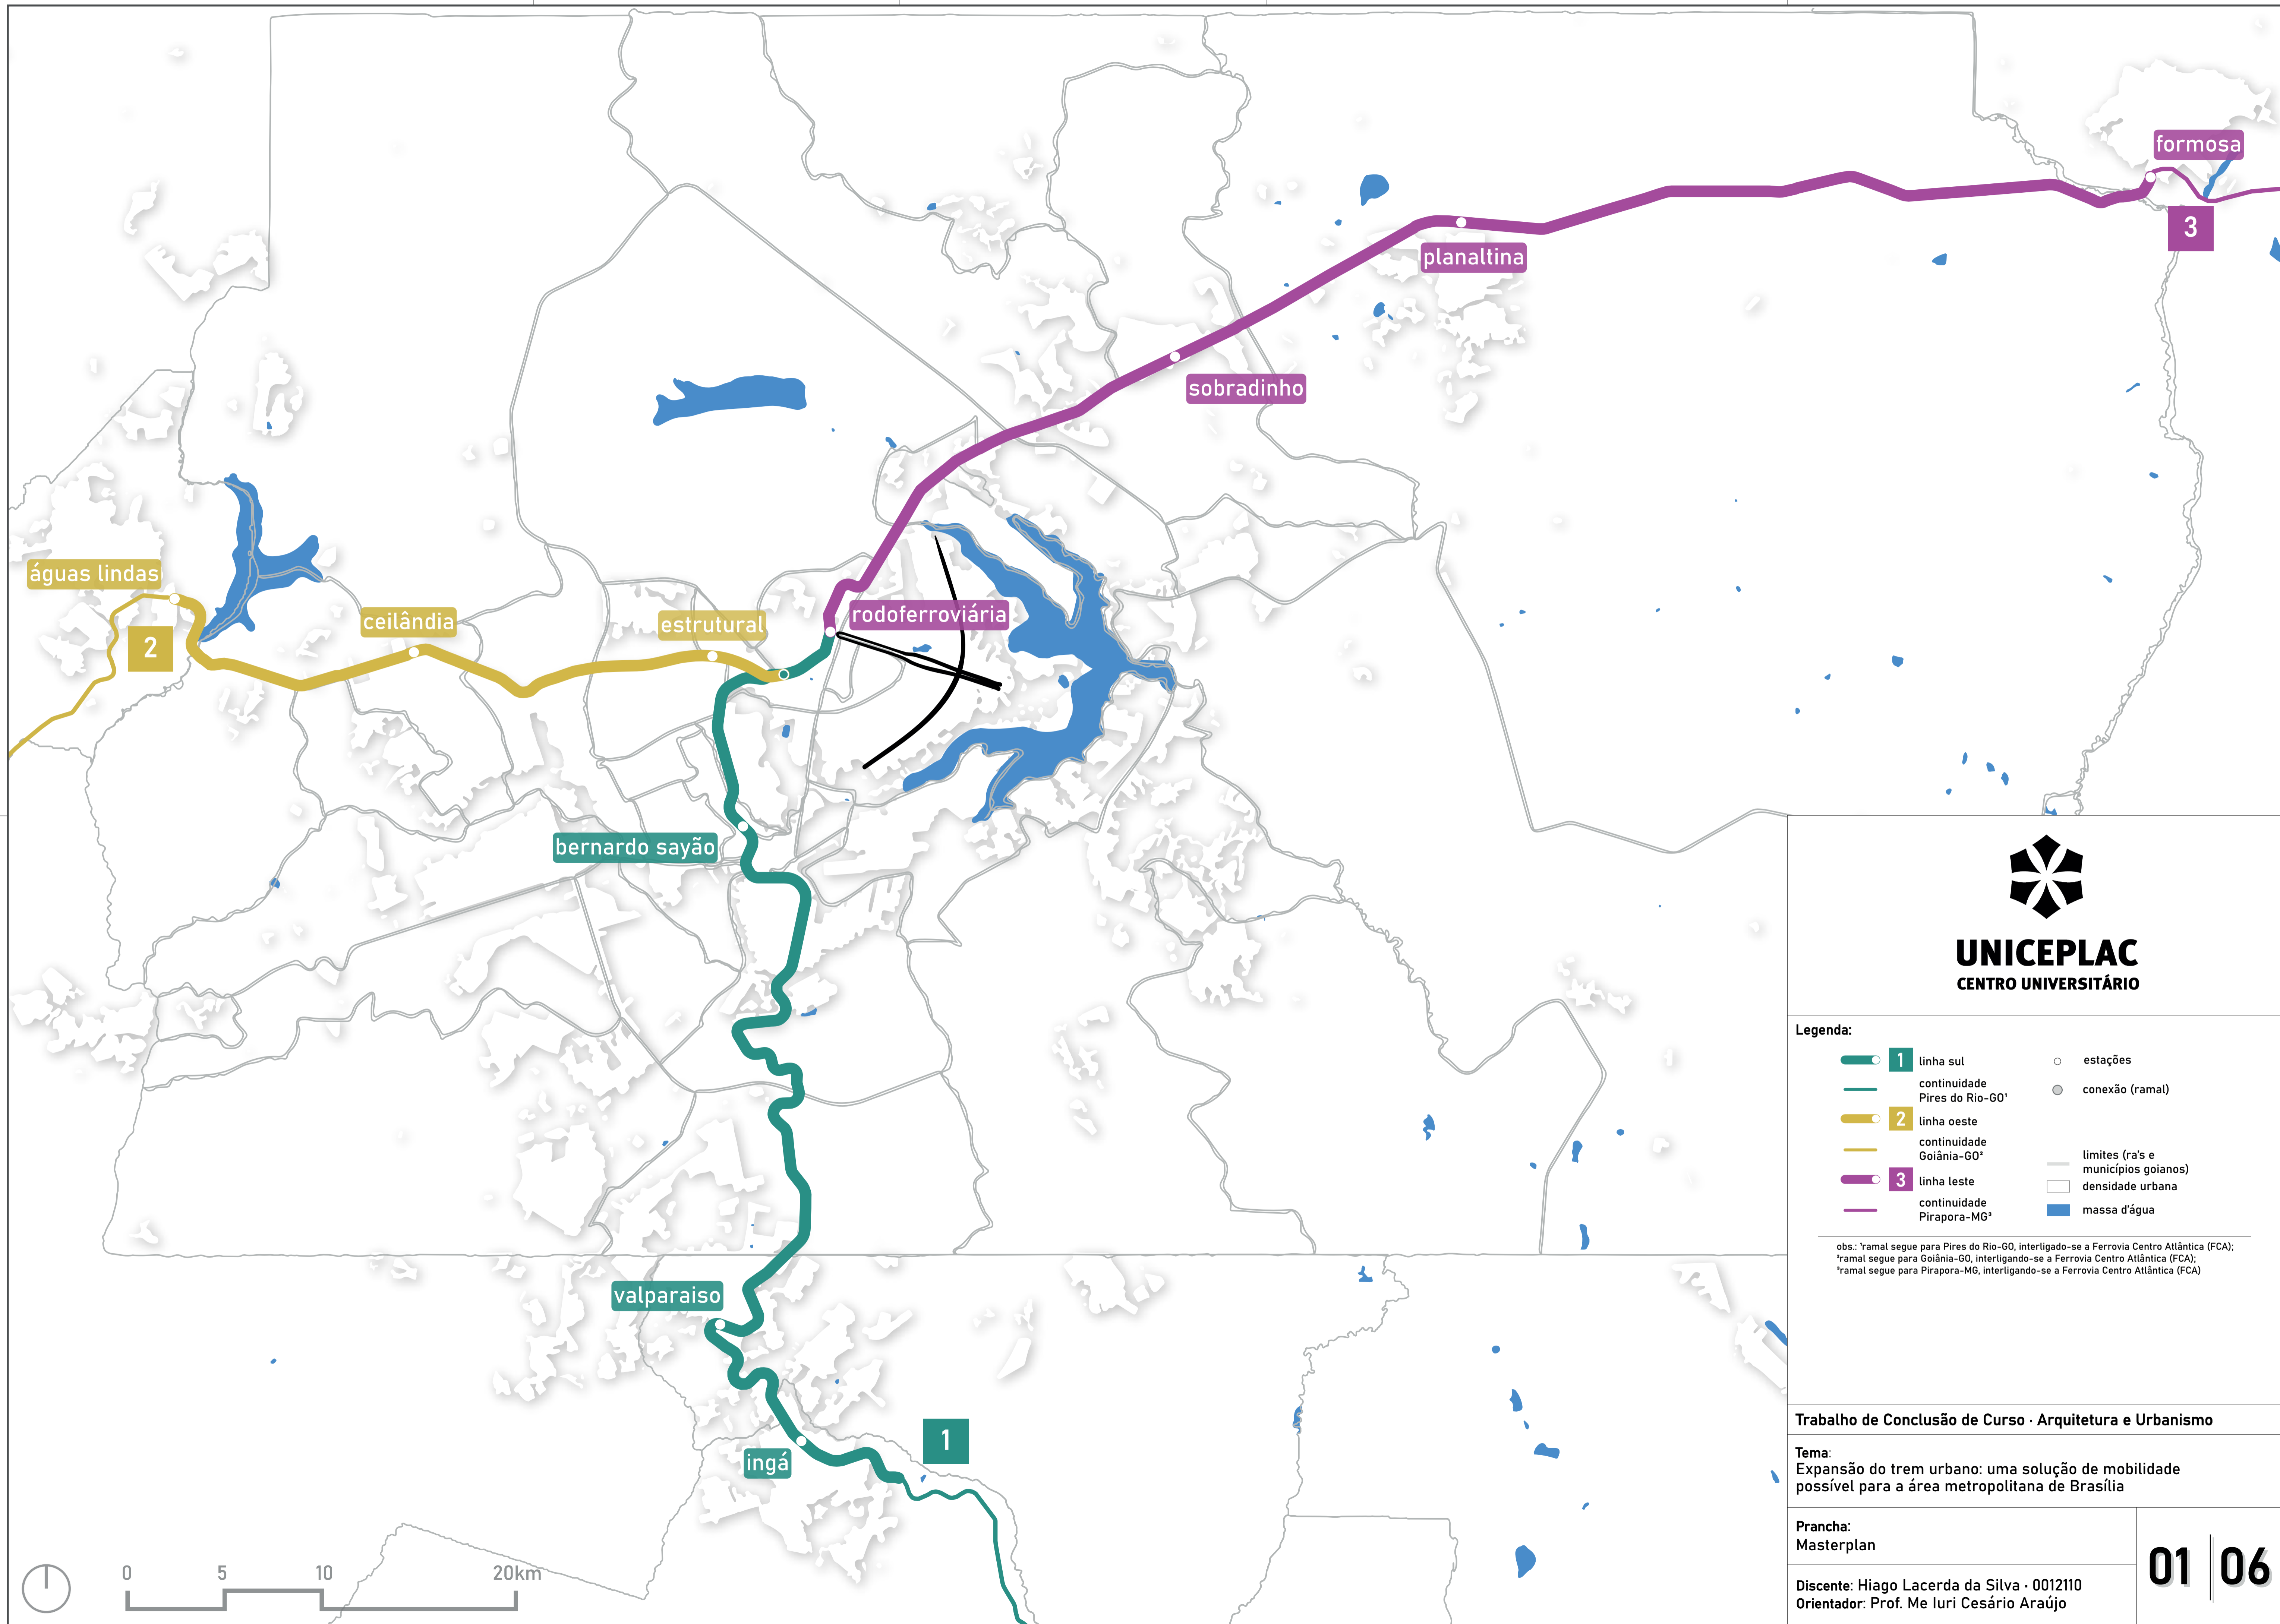 formosa
3
planaltina
sobradinho
águas lindas
2
ceilândia
estrutural
rodoferroviária
bernardo sayão
valparaiso
ingá
1
0
5
10
20km
UNICEPLAC
CENTRO UNIVERSITÁRIO
Legenda:
1 linha sul
continuidade
Pires do Rio-GO¹
2 linha oeste
continuidade
Goiânia-GO²
3 linha leste
continuidade
Pirapora-MG³
estações
conexão (ramal)
limites (ra's e
municípios goianos)
densidade urbana
massa d'água
obs.: ¹ramal segue para Pires do Rio-GO, interligado-se a Ferrovia Centro Atlântica (FCA);
²ramal segue para Goiânia-GO, interligando-se a Ferrovia Centro Atlântica (FCA);
³ramal segue para Pirapora-MG, interligando-se a Ferrovia Centro Atlântica (FCA)
Trabalho de Conclusão de Curso · Arquitetura e Urbanismo
Tema:
Expansão do trem urbano: uma solução de mobilidade
possível para a área metropolitana de Brasília
Prancha:
Masterplan
01 | 06
Discente: Hiago Lacerda da Silva · 0012110
Orientador: Prof. Me Iuri Cesário Araújo